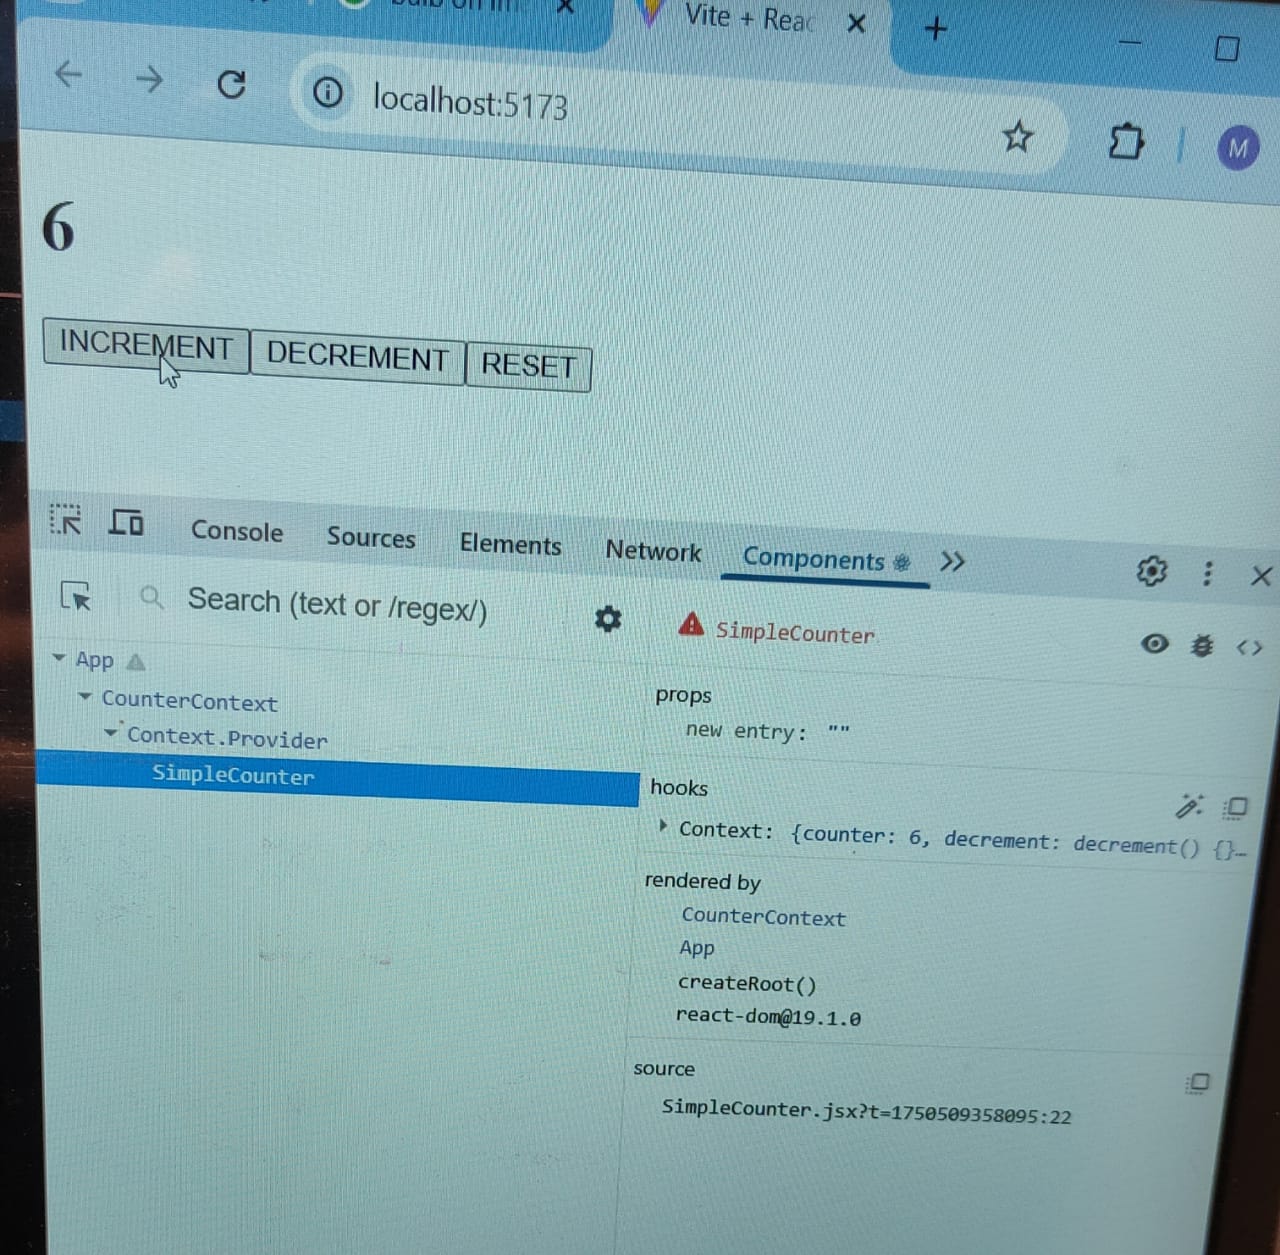 Vite + Reac
localhost:5173
M
6
INCREMENT DECREMENT RESET
Console Sources Elements Network Components
Search (text or /regex/)
SimpleCounter
App
CounterContext
Context.Provider
SimpleCounter
props
new entry: ""
hooks
Context: {counter: 6, decrement: decrement() {}…
rendered by
CounterContext
App
createRoot()
react-dom@19.1.0
source
SimpleCounter.jsx?t=1750509358095:22